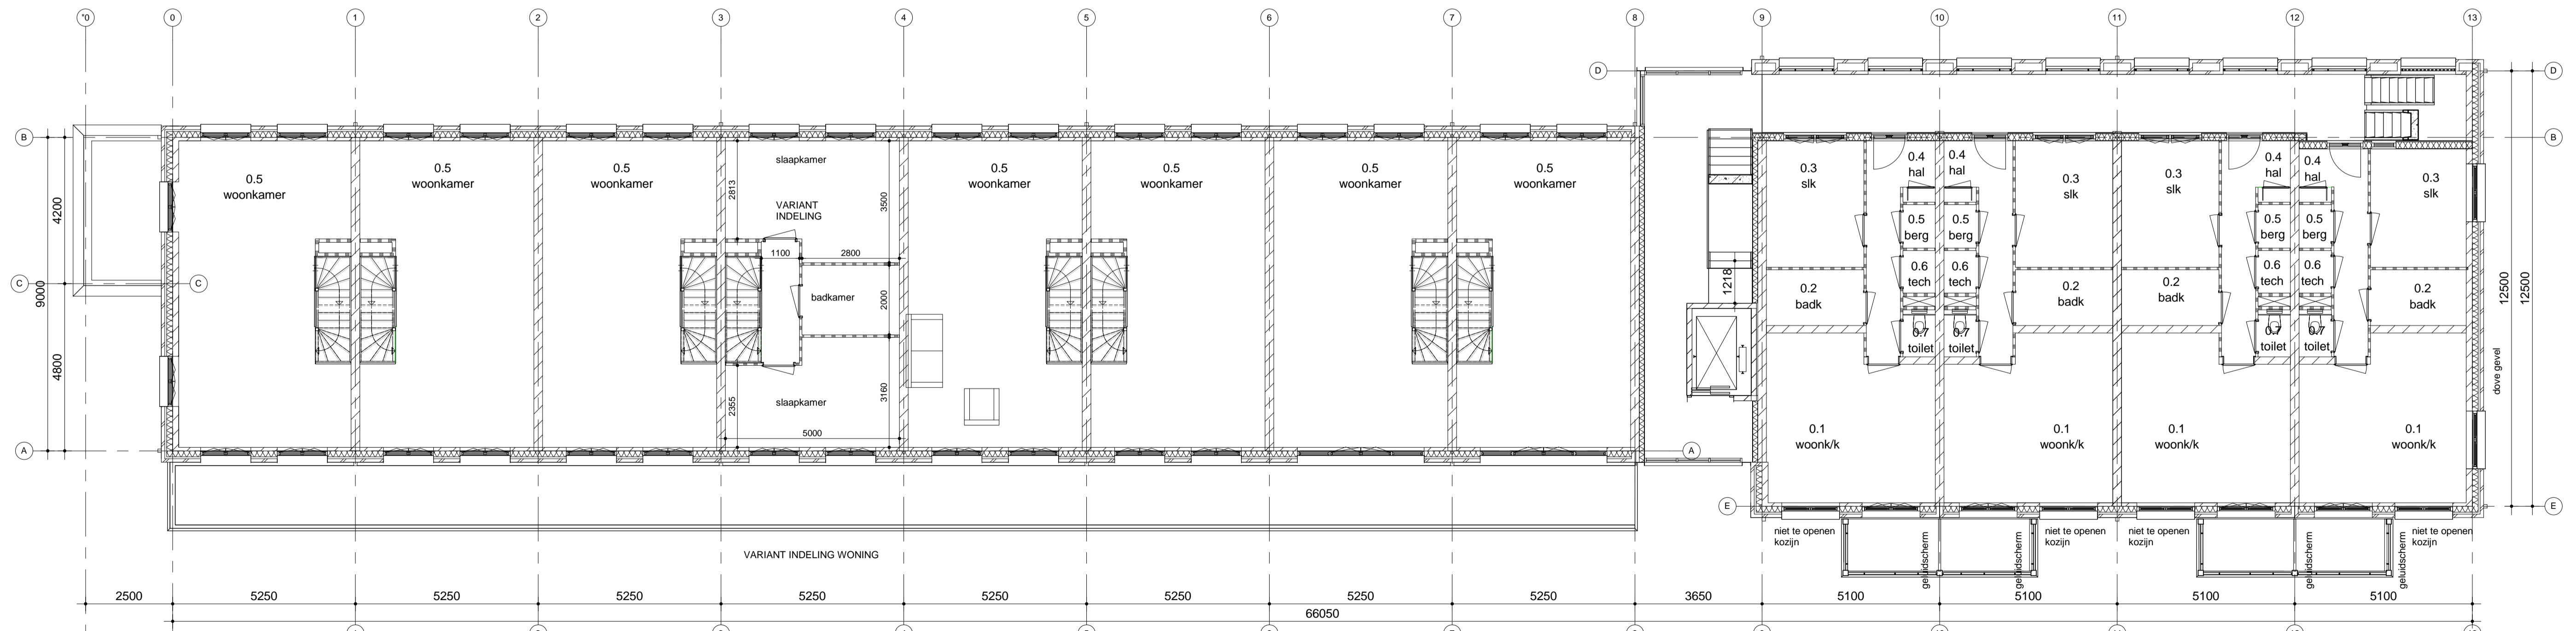 "0 0 1 2 3 4 5 6 7 8 9 10 11 12 13
D D
B B
C C
A A
E E
4200
9000
4800
0.5
woonkamer
0.5
woonkamer
0.5
woonkamer
slaapkamer
2813
3500
VARIANT
INDELING
1100 2800
badkamer
2000
2355
slaapkamer
3160
5000
0.5
woonkamer
0.5
woonkamer
0.5
woonkamer
0.5
woonkamer
1218
0.3
slk
0.4
hal
0.4
hal
0.3
slk
0.3
slk
0.4
hal
0.4
hal
0.3
slk
0.5
berg
0.5
berg
0.5
berg
0.5
berg
0.2
badk
0.6
tech
0.6
tech
0.2
badk
0.2
badk
0.6
tech
0.6
tech
0.2
badk
0.7
toilet
0.7
toilet
0.7
toilet
0.7
toilet
0.1
woonk/k
0.1
woonk/k
0.1
woonk/k
0.1
woonk/k
12500
12500
dove gevel
niet te openen
kozijn
geluidscherm
geluidscherm
niet te openen
kozijn
niet te openen
kozijn
geluidscherm
geluidscherm
niet te openen
kozijn
VARIANT INDELING WONING
2500 5250 5250 5250 5250 5250 5250 5250 5250 3650 5100 5100 5100 5100
66050